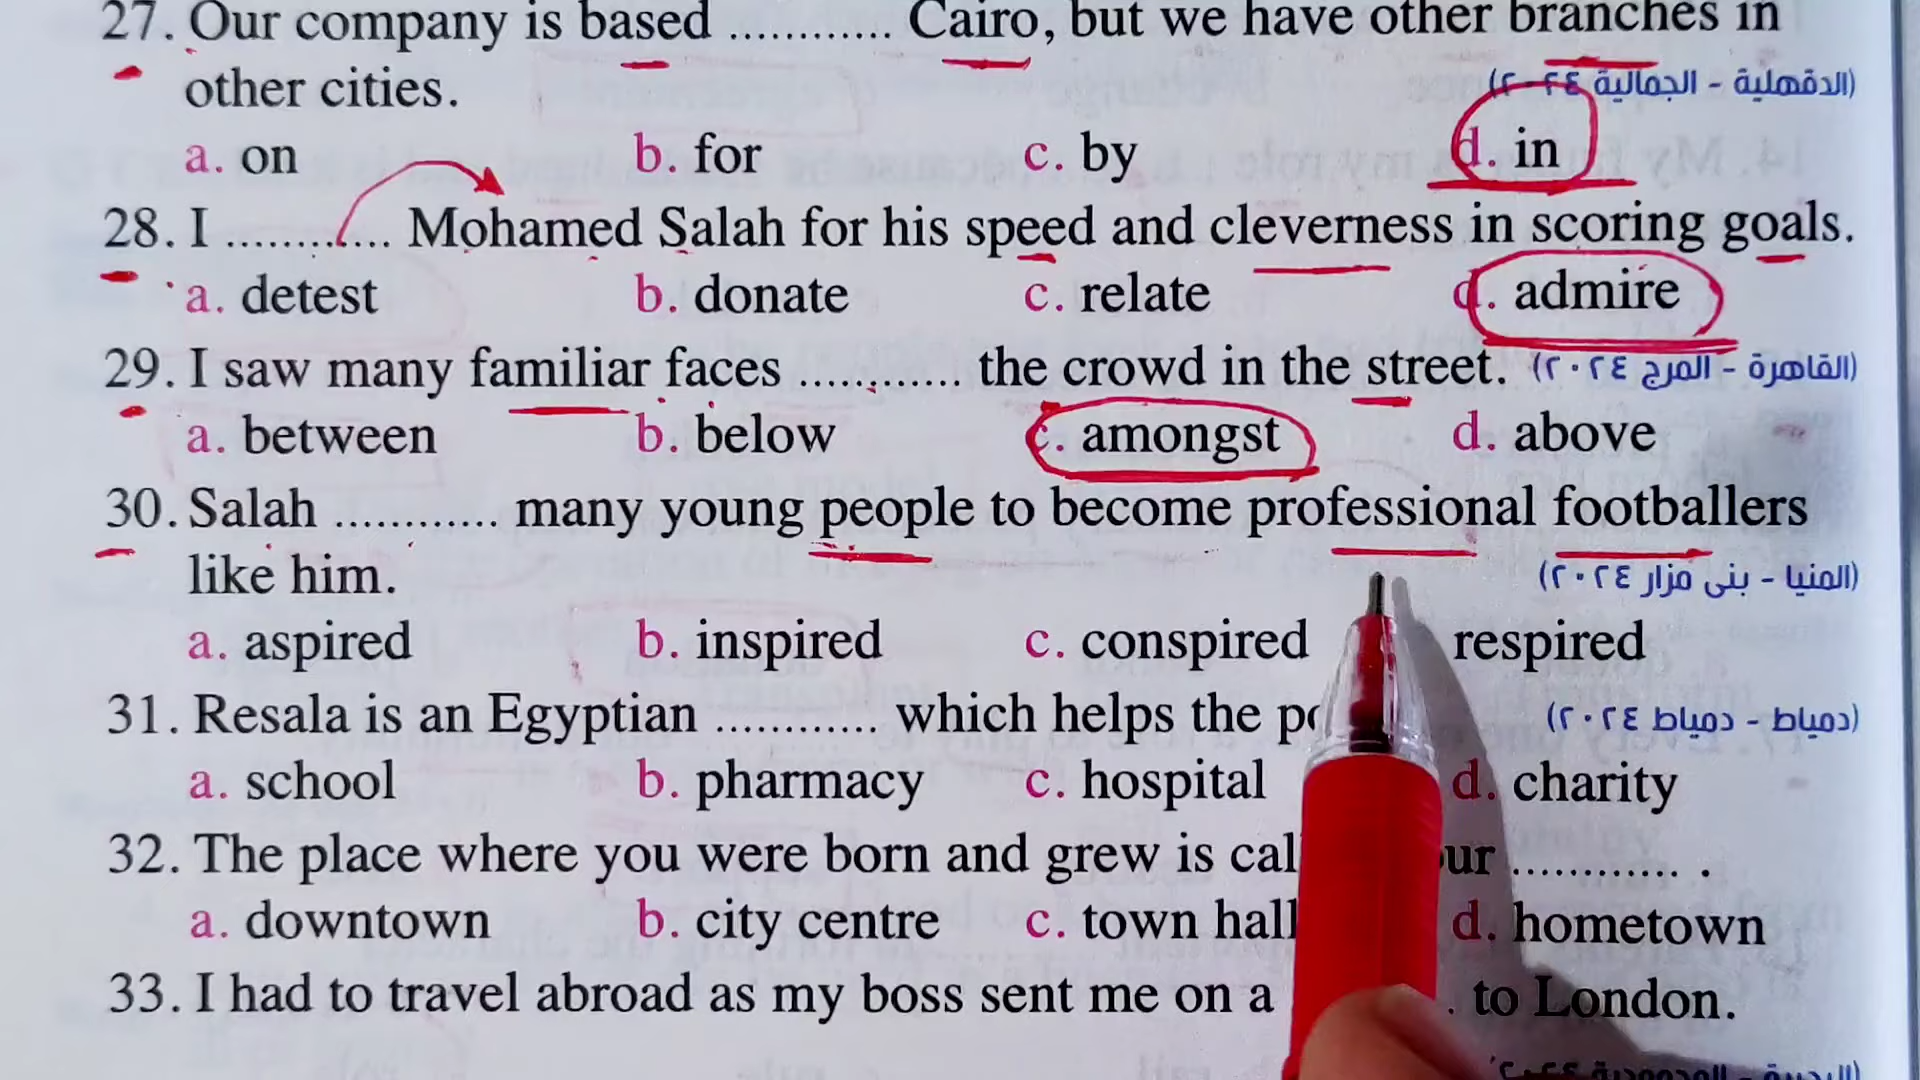 27. Our company is based ............ Cairo, but we have other branches in
other cities. (الدقهلية - الجمالية ٢٠٢٤)
a. on b. for c. by d. in
28. I ............ Mohamed Salah for his speed and cleverness in scoring goals.
a. detest b. donate c. relate d. admire
29. I saw many familiar faces ............ the crowd in the street. (القاهرة - المرج ٢٠٢٤)
a. between b. below c. amongst d. above
30. Salah ............ many young people to become professional footballers
like him. (المنيا - بنى مزار ٢٠٢٤)
a. aspired b. inspired c. conspired respired
31. Resala is an Egyptian ............ which helps the (دمياط - دمياط ٢٠٢٤)
a. school b. pharmacy c. hospital d. charity
32. The place where you were born and grew is ............ .
a. downtown b. city centre c. town hall d. hometown
33. I had to travel abroad as my boss sent me on a . to London.